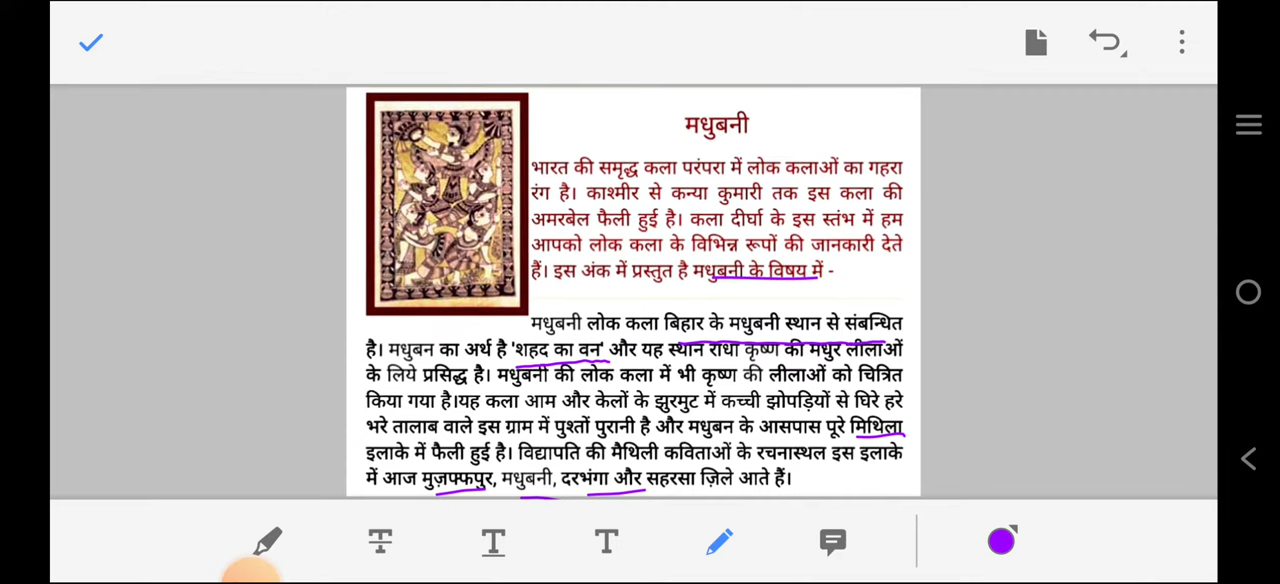 मधुबनी
भारत की समृद्ध कला परंपरा में लोक कलाओं का गहरा
रंग है। काश्मीर से कन्या कुमारी तक इस कला की
अमरबेल फैली हुई है। कला दीर्घा के इस स्तंभ में हम
आपको लोक कला के विभिन्न रूपों की जानकारी देते
हैं। इस अंक में प्रस्तुत है मधुबनी के विषय में -
मधुबनी लोक कला बिहार के मधुबनी स्थान से संबन्धित
है। मधुबन का अर्थ है 'शहद का वन' और यह स्थान राधा कृष्ण की मधुर लीलाओं
के लिये प्रसिद्ध है। मधुबनी की लोक कला में भी कृष्ण की लीलाओं को चित्रित
किया गया है।यह कला आम और केलों के झुरमुट में कच्ची झोपड़ियों से घिरे हरे
भरे तालाब वाले इस ग्राम में पुश्तों पुरानी है और मधुबन के आसपास पूरे मिथिला
इलाके में फैली हुई है। विद्यापति की मैथिली कविताओं के रचनास्थल इस इलाके
में आज मुज़फ्फपुर, मधुबनी, दरभंगा और सहरसा ज़िले आते हैं।